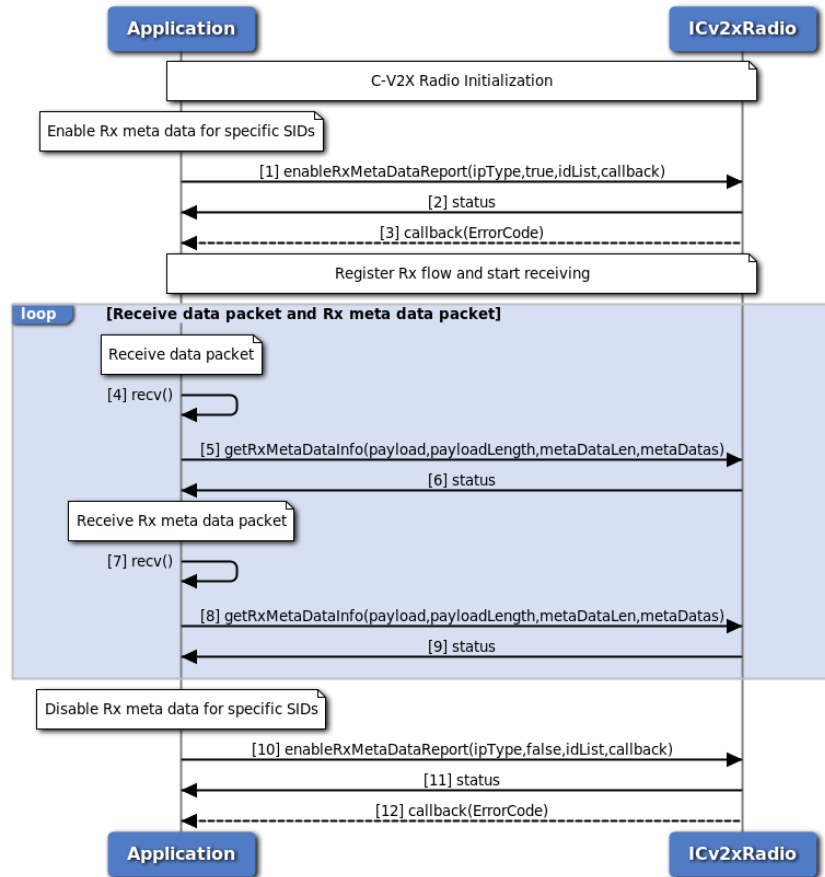 Application
ICv2xRadio
C-V2X Radio Initialization
Enable Rx meta data for specific SIDs
[1] enableRxMetaDataReport(ipType,true,idList,callback)
[2] status
[3] callback(ErrorCode)
Register Rx flow and start receiving
loop
[Receive data packet and Rx meta data packet]
Receive data packet
[4] recv()
[5] getRxMetaDataInfo(payload,payloadLength,metaDataLen,metaDatas)
[6] status
Receive Rx meta data packet
[7] recv()
[8] getRxMetaDataInfo(payload,payloadLength,metaDataLen,metaDatas)
[9] status
Disable Rx meta data for specific SIDs
[10] enableRxMetaDataReport(ipType,false,idList,callback)
[11] status
[12] callback(ErrorCode)
Application
ICv2xRadio